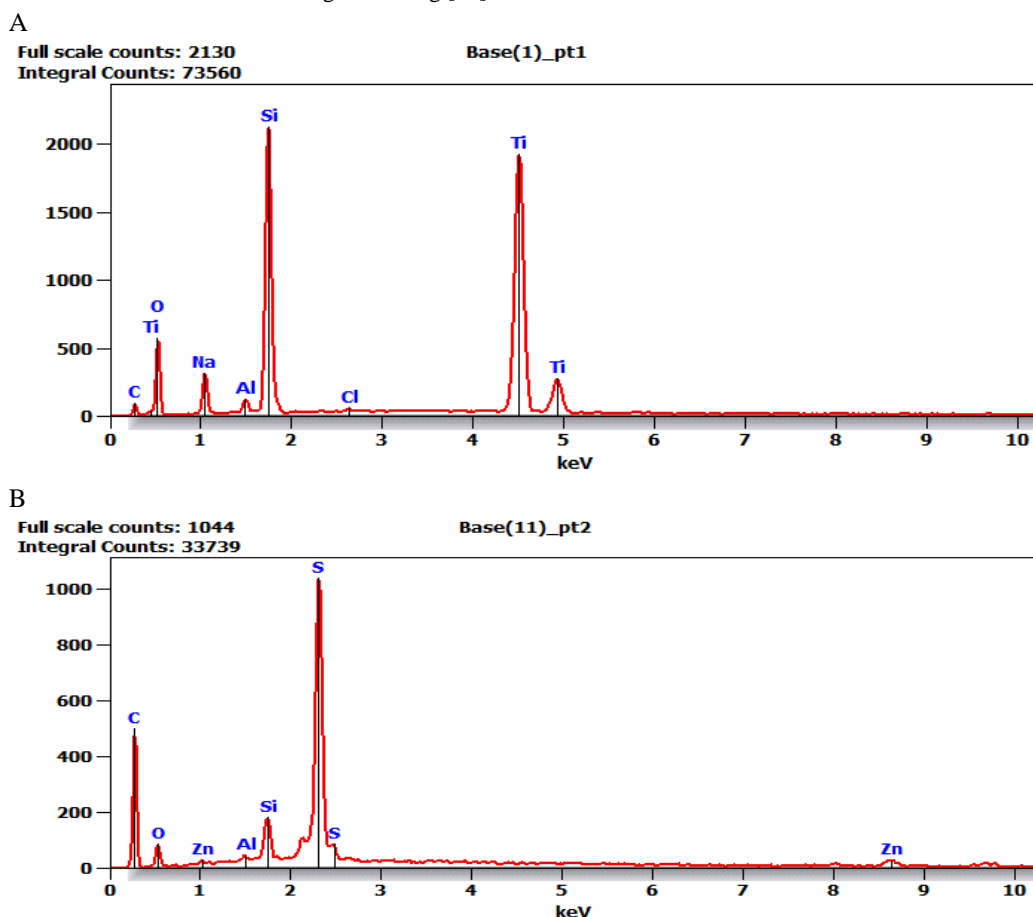 A
Full scale counts: 2130 Base(1)_pt1
Integral Counts: 73560
Si
2000
Ti
1500
1000
O
Ti
500
Na
Ti
C
Al
Cl
0
0 1 2 3 4 5 6 7 8 9 10
keV
B
Full scale counts: 1044 Base(11)_pt2
Integral Counts: 33739
S
1000
800
600
C
400
200
Si
O
Zn
Al
S
Zn
0
0 1 2 3 4 5 6 7 8 9 10
keV